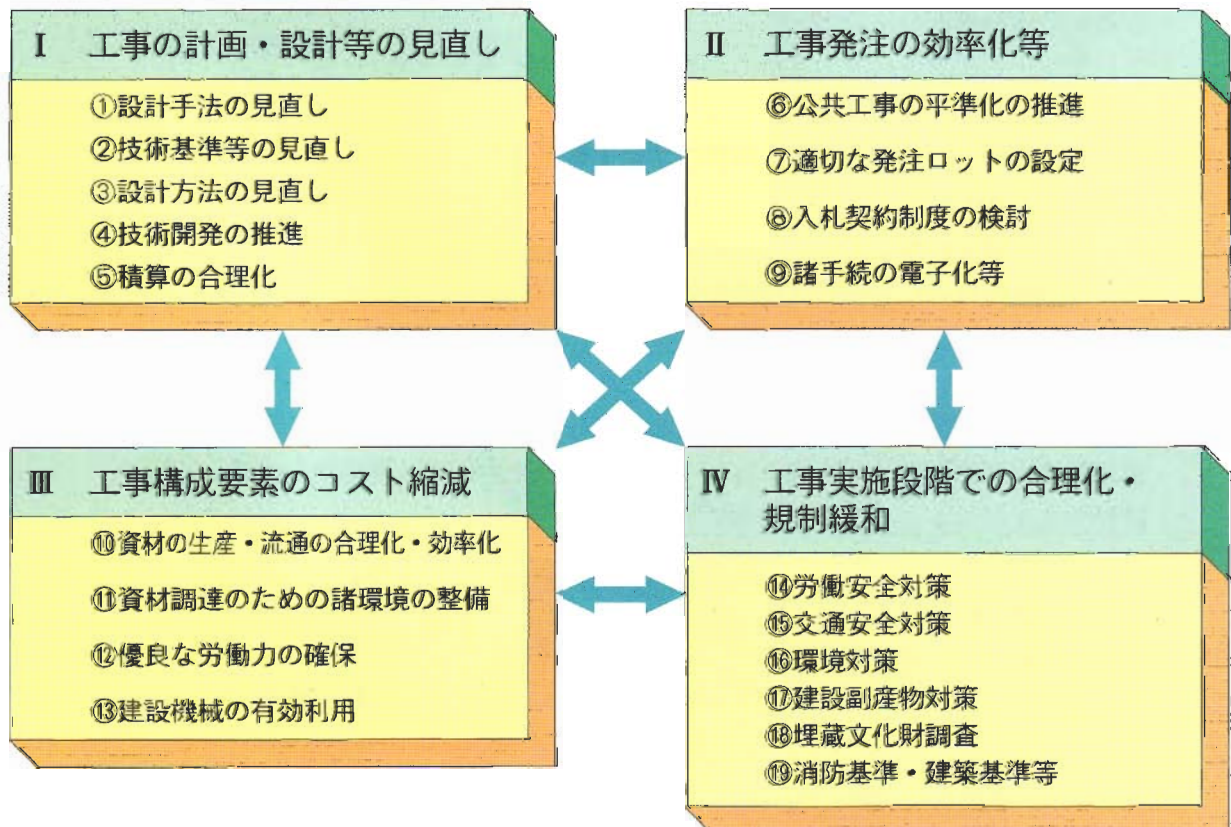 Ⅰ 工事の計画・設計等の見直し
①設計手法の見直し
②技術基準等の見直し
③設計方法の見直し
④技術開発の推進
⑤積算の合理化
Ⅱ 工事発注の効率化等
⑥公共工事の平準化の推進
⑦適切な発注ロットの設定
⑧入札契約制度の検討
⑨諸手続の電子化等
Ⅲ 工事構成要素のコスト縮減
⑩資材の生産・流通の合理化・効率化
⑪資材調達のための諸環境の整備
⑫優良な労働力の確保
⑬建設機械の有効利用
Ⅳ 工事実施段階での合理化・
規制緩和
⑭労働安全対策
⑮交通安全対策
⑯環境対策
⑰建設副産物対策
⑱埋蔵文化財調査
⑲消防基準・建築基準等